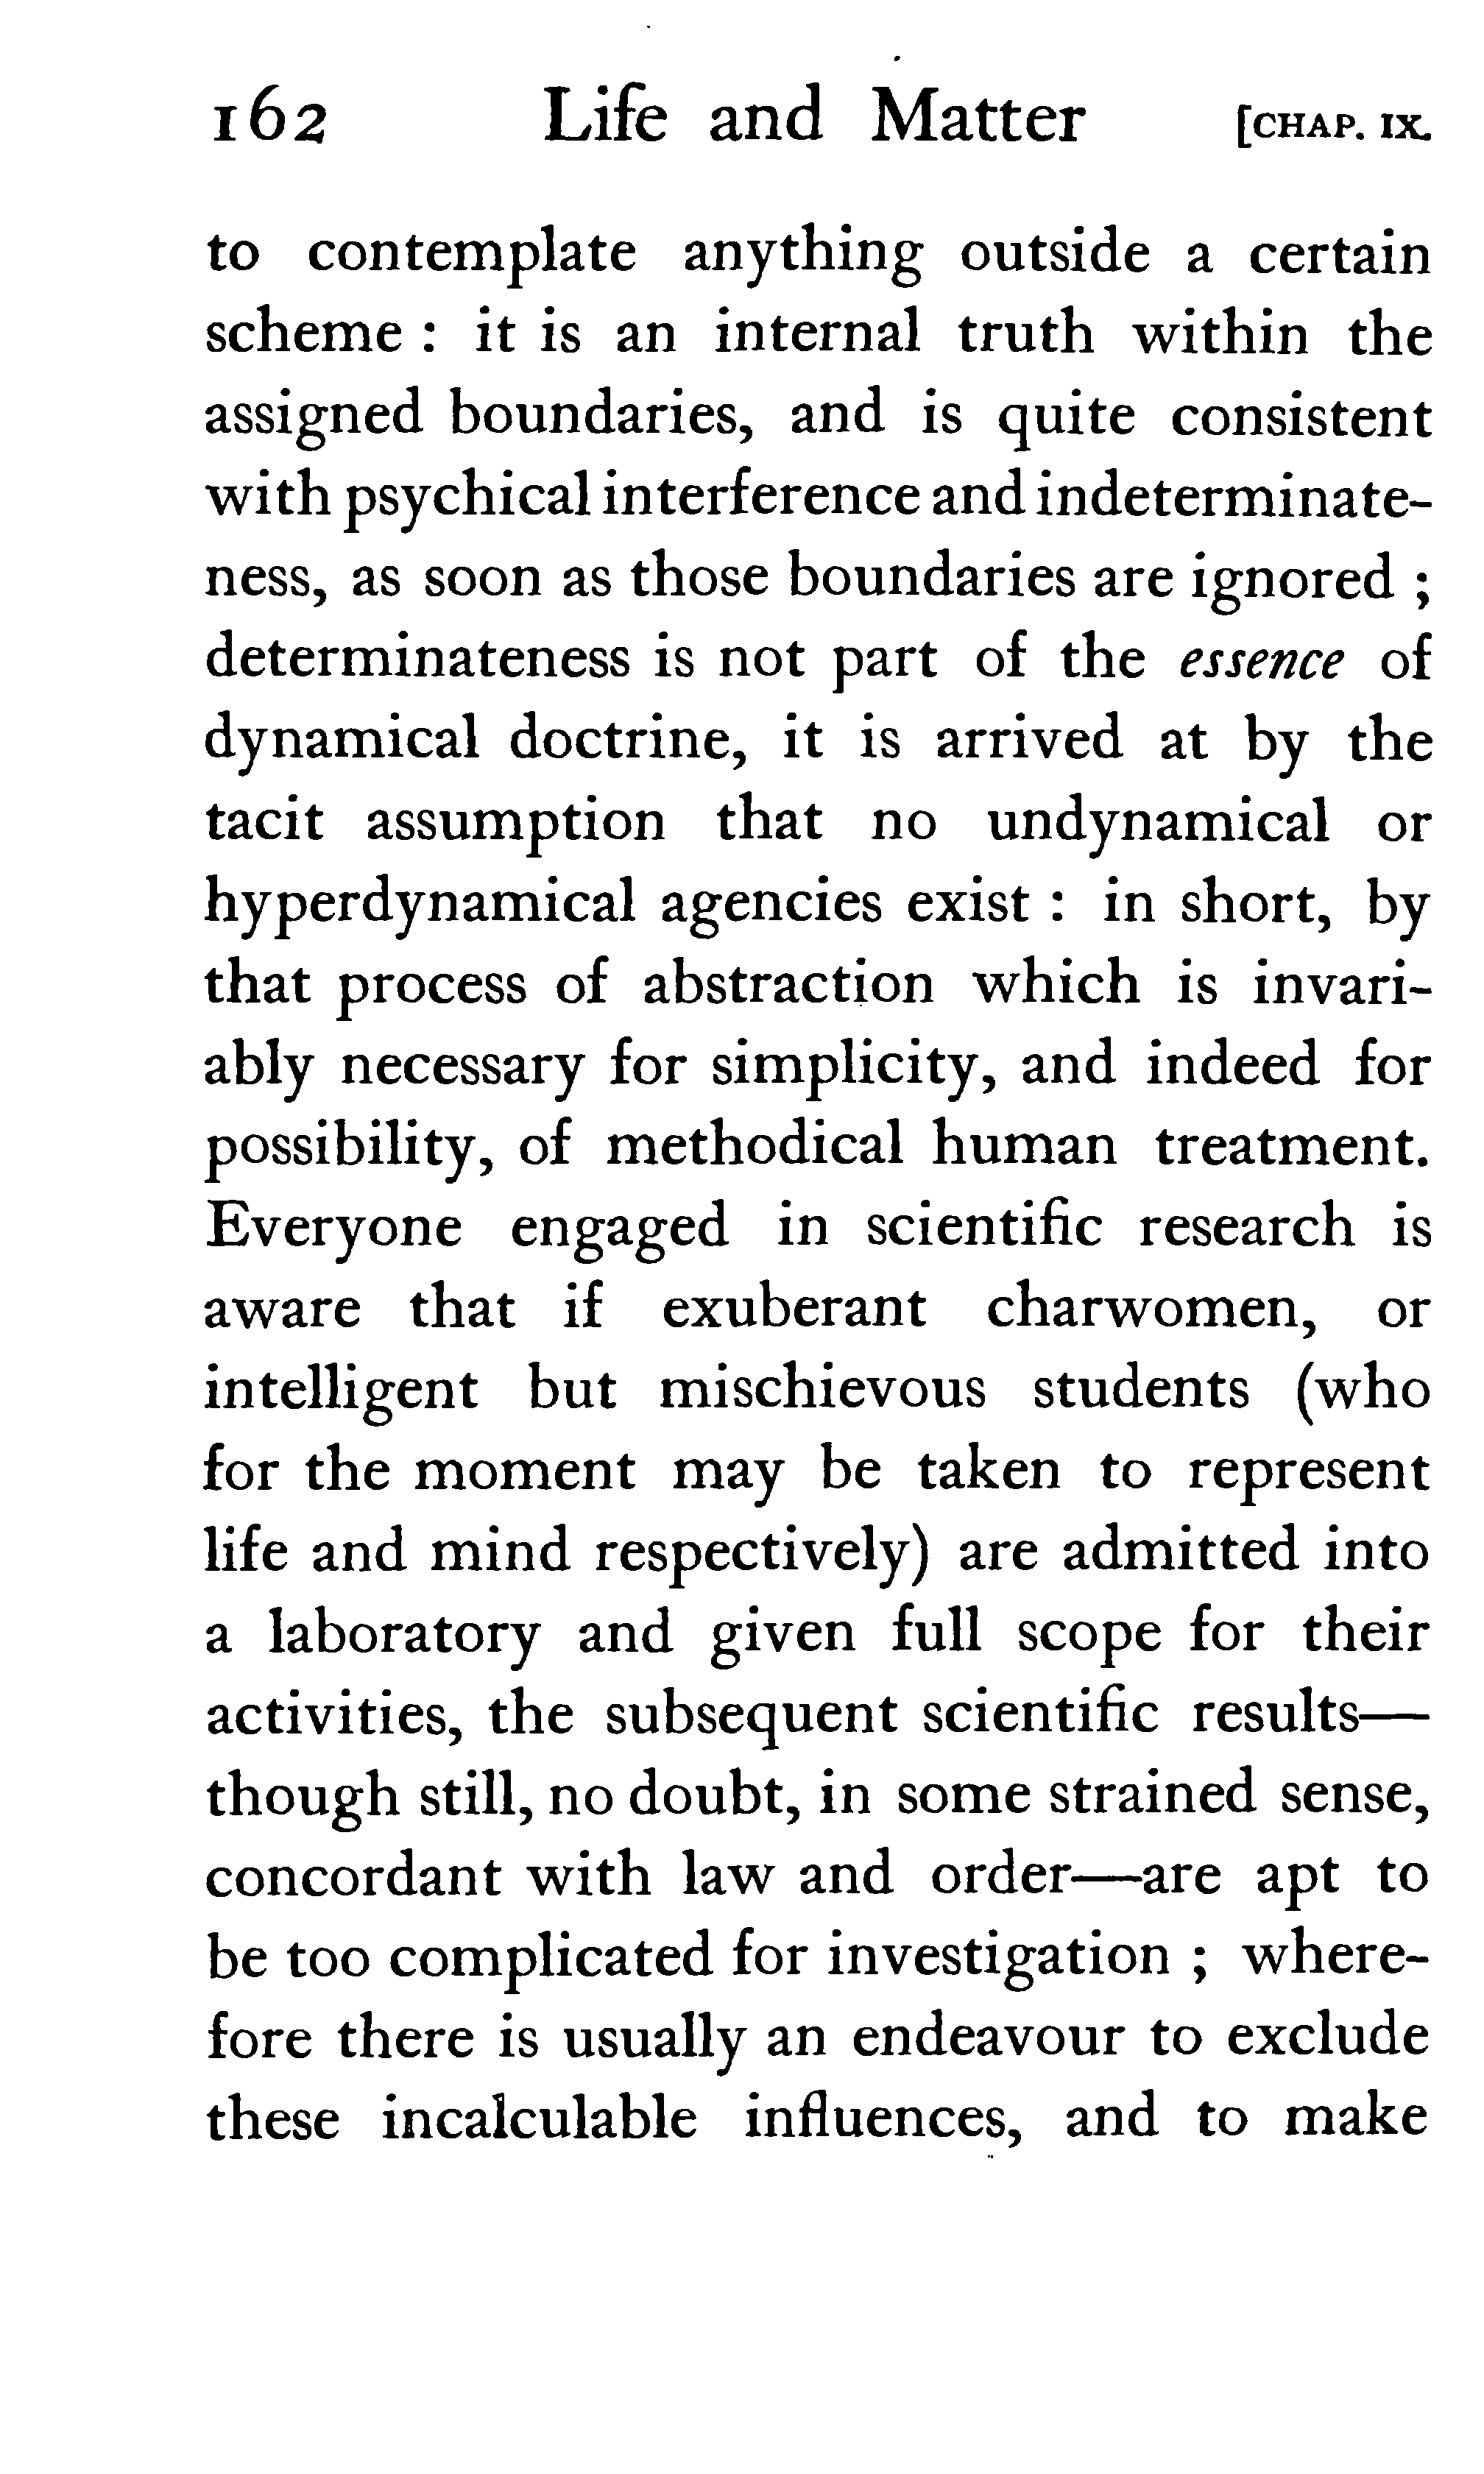 162 Life and Matter [CHAP. IX.
to contemplate anything outside a certain
scheme : it is an internal truth within the
assigned boundaries, and is quite consistent
with psychical interference and indeterminate-
ness, as soon as those boundaries are ignored ;
determinateness is not part of the essence of
dynamical doctrine, it is arrived at by the
tacit assumption that no undynamical or
hyperdynamical agencies exist : in short, by
that process of abstraction which is invari-
ably necessary for simplicity, and indeed for
possibility, of methodical human treatment.
Everyone engaged in scientific research is
aware that if exuberant charwomen, or
intelligent but mischievous students (who
for the moment may be taken to represent
life and mind respectively) are admitted into
a laboratory and given full scope for their
activities, the subsequent scientific results—
though still, no doubt, in some strained sense,
concordant with law and order—are apt to
be too complicated for investigation ; where-
fore there is usually an endeavour to exclude
these incalculable influences, and to make